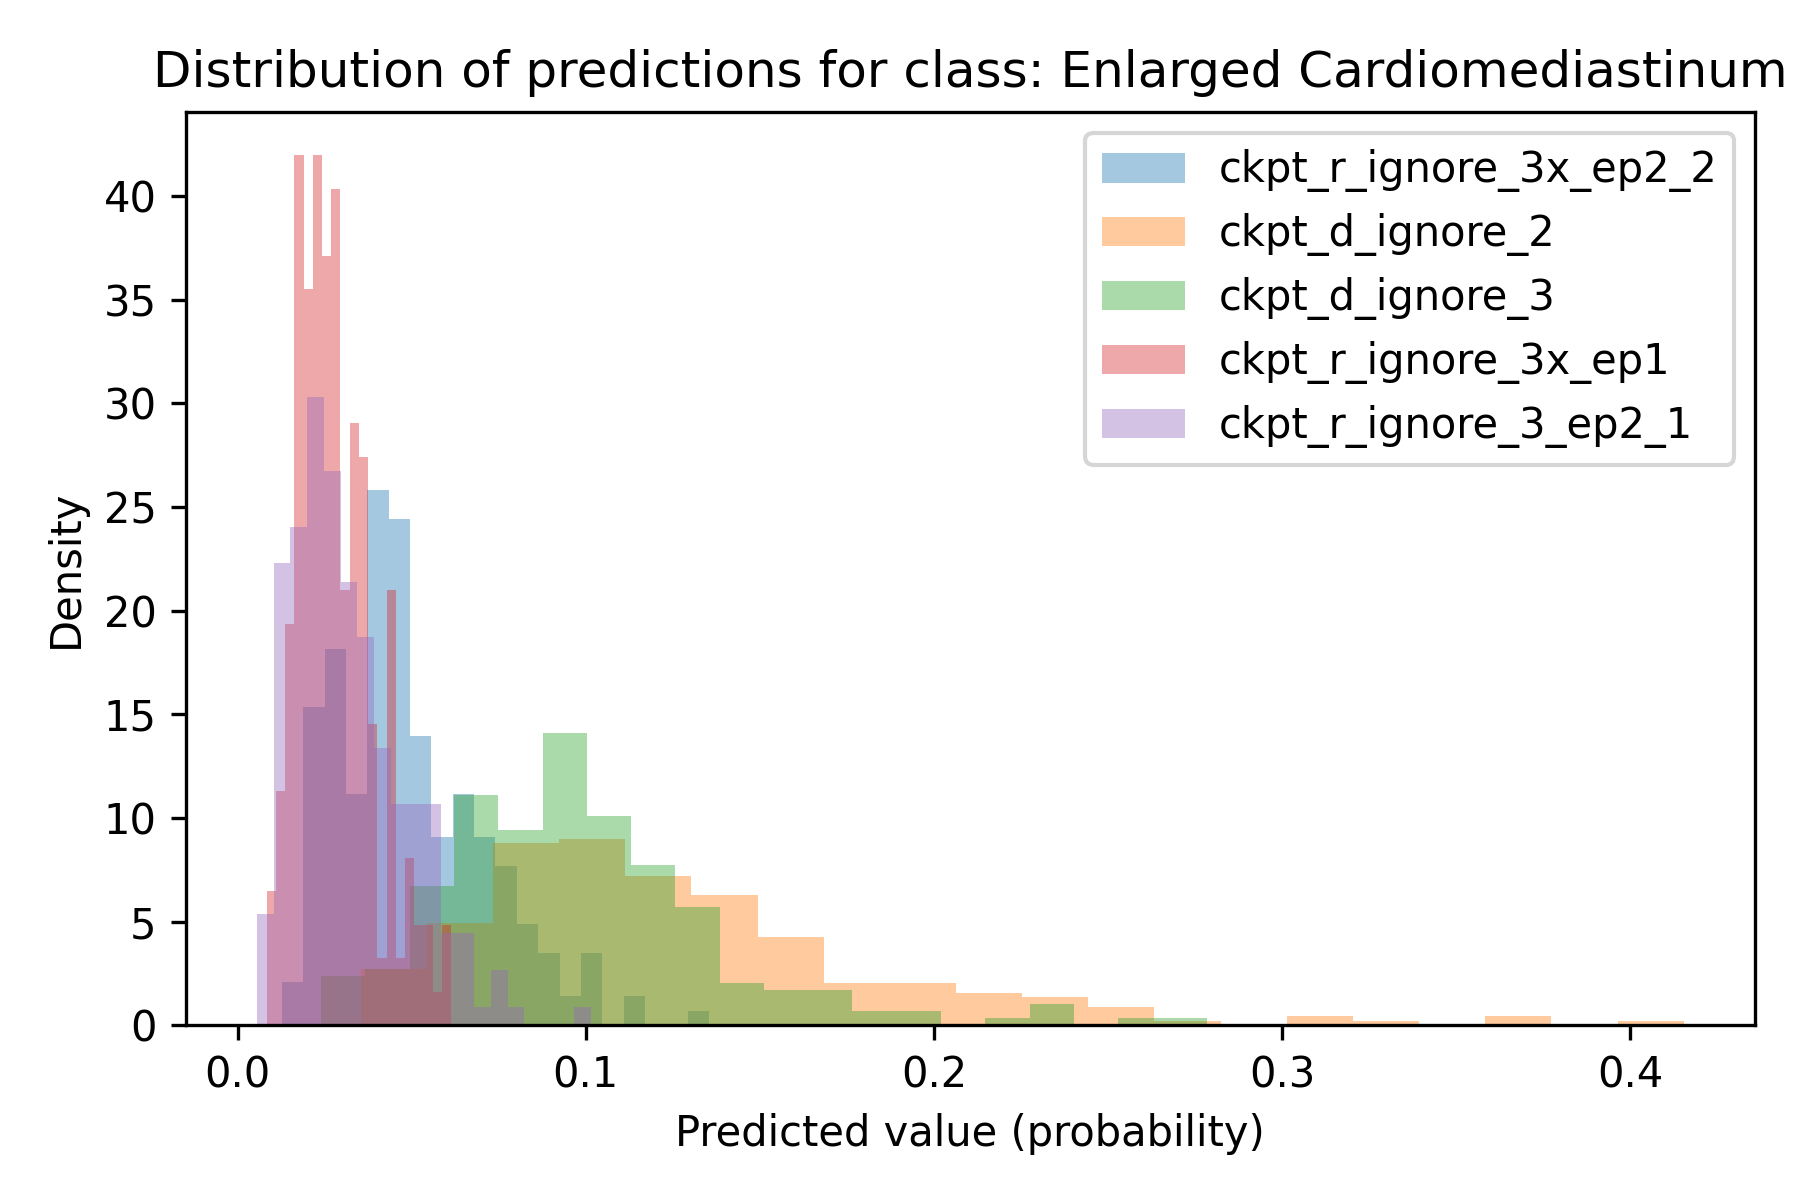 Distribution of predictions for class: Enlarged Cardiomediastinum
ckpt_r_ignore_3x_ep2_2
ckpt_d_ignore_2
ckpt_d_ignore_3
ckpt_r_ignore_3x_ep1
ckpt_r_ignore_3_ep2_1
Density
40
35
30
25
20
15
10
5
0
0.0 0.1 0.2 0.3 0.4
Predicted value (probability)